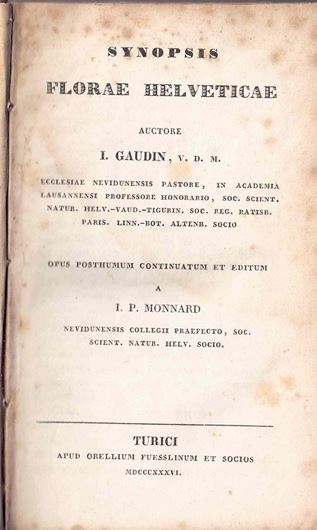 SYNOPSIS
FLORAE HELVETICAE
AUCTORE
I. GAUDIN, V. D. M.
ECCLESIAE NEVIDUNENSIS PASTORE, IN ACADEMIA
LAUSANNENSI PROFESSORE HONORARIO, SOC. SCIENT.
NATUR. HELV.-VAUD.-TIGURIN. SOC. REG. RATISB.
PARIS. LINN.-BOT. ALTENB. SOCIO
OPUS POSTHUMUM CONTINUATUM ET EDITUM
A
I. P. MONNARD
NEVIDUNENSIS COLLEGII PRAEFECTO, SOC.
SCIENT. NATUR. HELV. SOCIO.
TURICI
APUD ORELLIUM FUESSLINUM ET SOCIOS
MDCCCXXXVI.